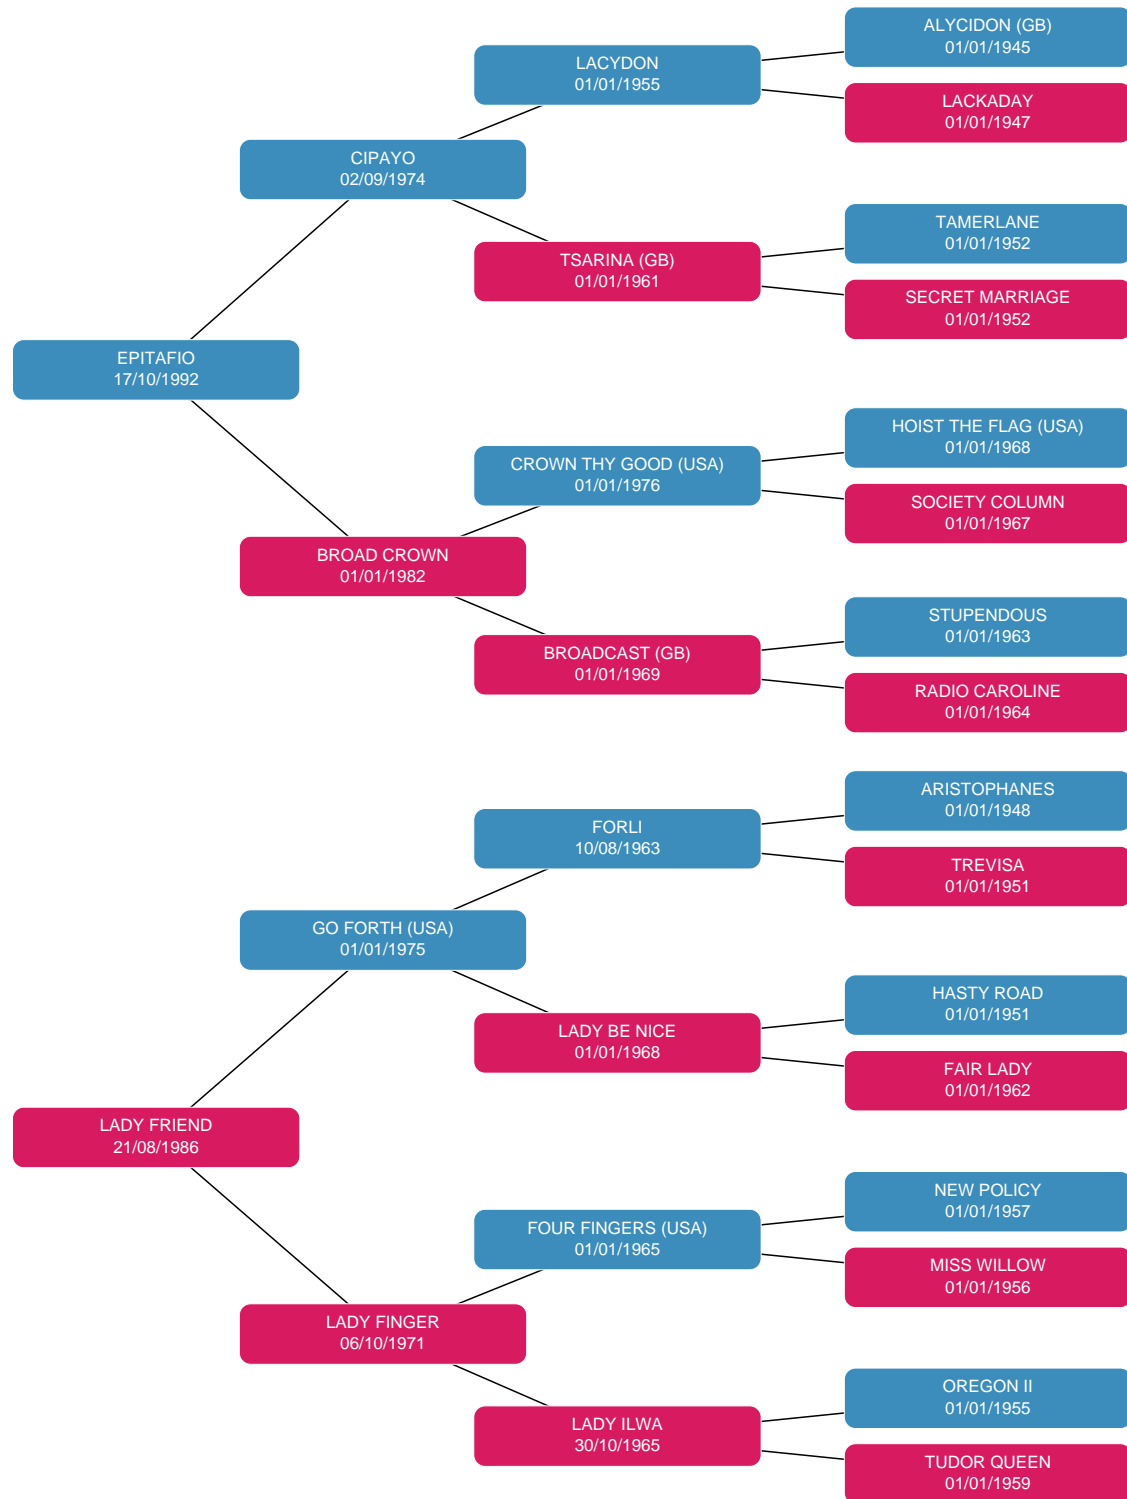 ALYCIDON (GB)
01/01/1945
LACYDON
01/01/1955
LACKADAY
01/01/1947
CIPAYO
02/09/1974
TAMERLANE
01/01/1952
TSARINA (GB)
01/01/1961
SECRET MARRIAGE
01/01/1952
EPITAFIO
17/10/1992
HOIST THE FLAG (USA)
01/01/1968
CROWN THY GOOD (USA)
01/01/1976
SOCIETY COLUMN
01/01/1967
BROAD CROWN
01/01/1982
STUPENDOUS
01/01/1963
BROADCAST (GB)
01/01/1969
RADIO CAROLINE
01/01/1964
ARISTOPHANES
01/01/1948
FORLI
10/08/1963
TREVISA
01/01/1951
GO FORTH (USA)
01/01/1975
HASTY ROAD
01/01/1951
LADY BE NICE
01/01/1968
FAIR LADY
01/01/1962
LADY FRIEND
21/08/1986
NEW POLICY
01/01/1957
FOUR FINGERS (USA)
01/01/1965
MISS WILLOW
01/01/1956
LADY FINGER
06/10/1971
OREGON II
01/01/1955
LADY ILWA
30/10/1965
TUDOR QUEEN
01/01/1959